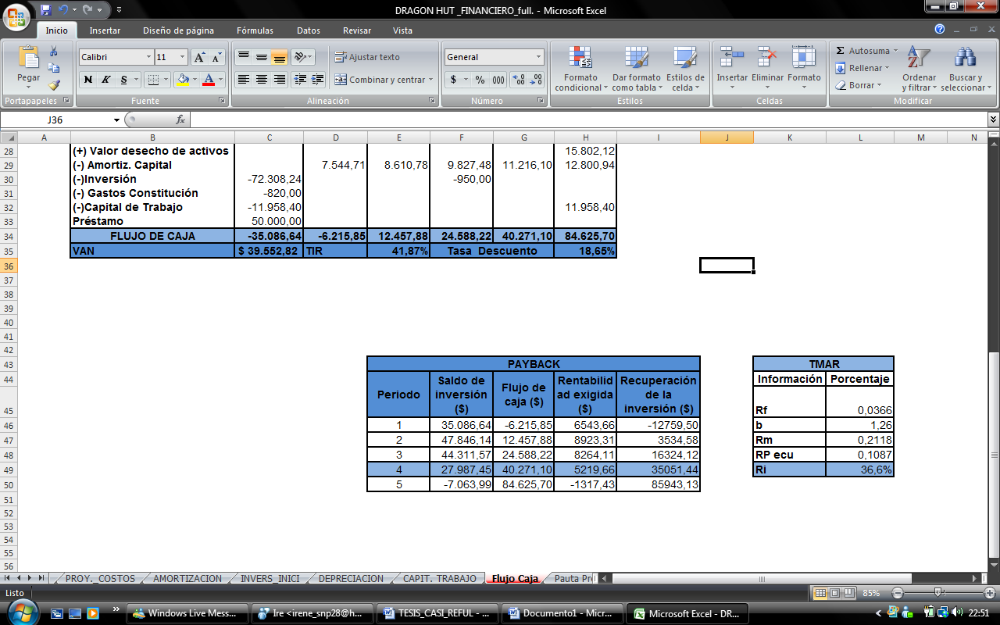 DRAGON HUT _FINANCIERO_full. - Microsoft Excel
Inicio Insertar Diseño de página Fórmulas Datos Revisar Vista
Calibri 11 Ajustar texto General Autosuma
Pegar Formato condicional Dar formato como tabla Estilos de celda Insertar Eliminar Formato Rellenar Ordenar y filtrar Buscar y seleccionar
N K S Combinar y centrar $ % 000 Borrar
Portapapeles Fuente Alineación Número Estilos Celdas Modificar
J36 fx
A B C D E F G H I J K L M N
28 (+) Valor desecho de activos 15.802,12
29 (-) Amortiz. Capital 7.544,71 8.610,78 9.827,48 11.216,10 12.800,94
30 (-)Inversión -72.308,24 -950,00
31 (-) Gastos Constitución -820,00
32 (-)Capital de Trabajo -11.958,40 11.958,40
33 Préstamo 50.000,00
34 FLUJO DE CAJA -35.086,64 -6.215,85 12.457,88 24.588,22 40.271,10 84.625,70
35 VAN $ 39.552,82 TIR 41,87% Tasa Descuento 18,65%
36
37
38
39
40
41
42
43 PAYBACK TMAR
44 Periodo Saldo de inversión ($) Flujo de caja ($) Rentabilidad exigida ($) Recuperación de la inversión ($) Información Porcentaje
45 Rf 0,0366
46 1 35.086,64 -6.215,85 6543,66 -12759,50 b 1,26
47 2 47.846,14 12.457,88 8923,31 3534,58 Rm 0,2118
48 3 44.311,57 24.588,22 8264,11 16324,12 RP ecu 0,1087
49 4 27.987,45 40.271,10 5219,66 35051,44 Ri 36,6%
50 5 -7.063,99 84.625,70 -1317,43 85943,13
51
52
53
54
55
56
PROY._COSTOS AMORTIZACION INVERS_INICI DEPRECIACION CAPIT. TRABAJO Flujo Caja Pauta Pr
Listo 85%
Windows Live Mess... Ire <irene_snp28@h... TESIS_CASI_REFUL - ... Documento1 - Micr... Microsoft Excel - DR... 22:51